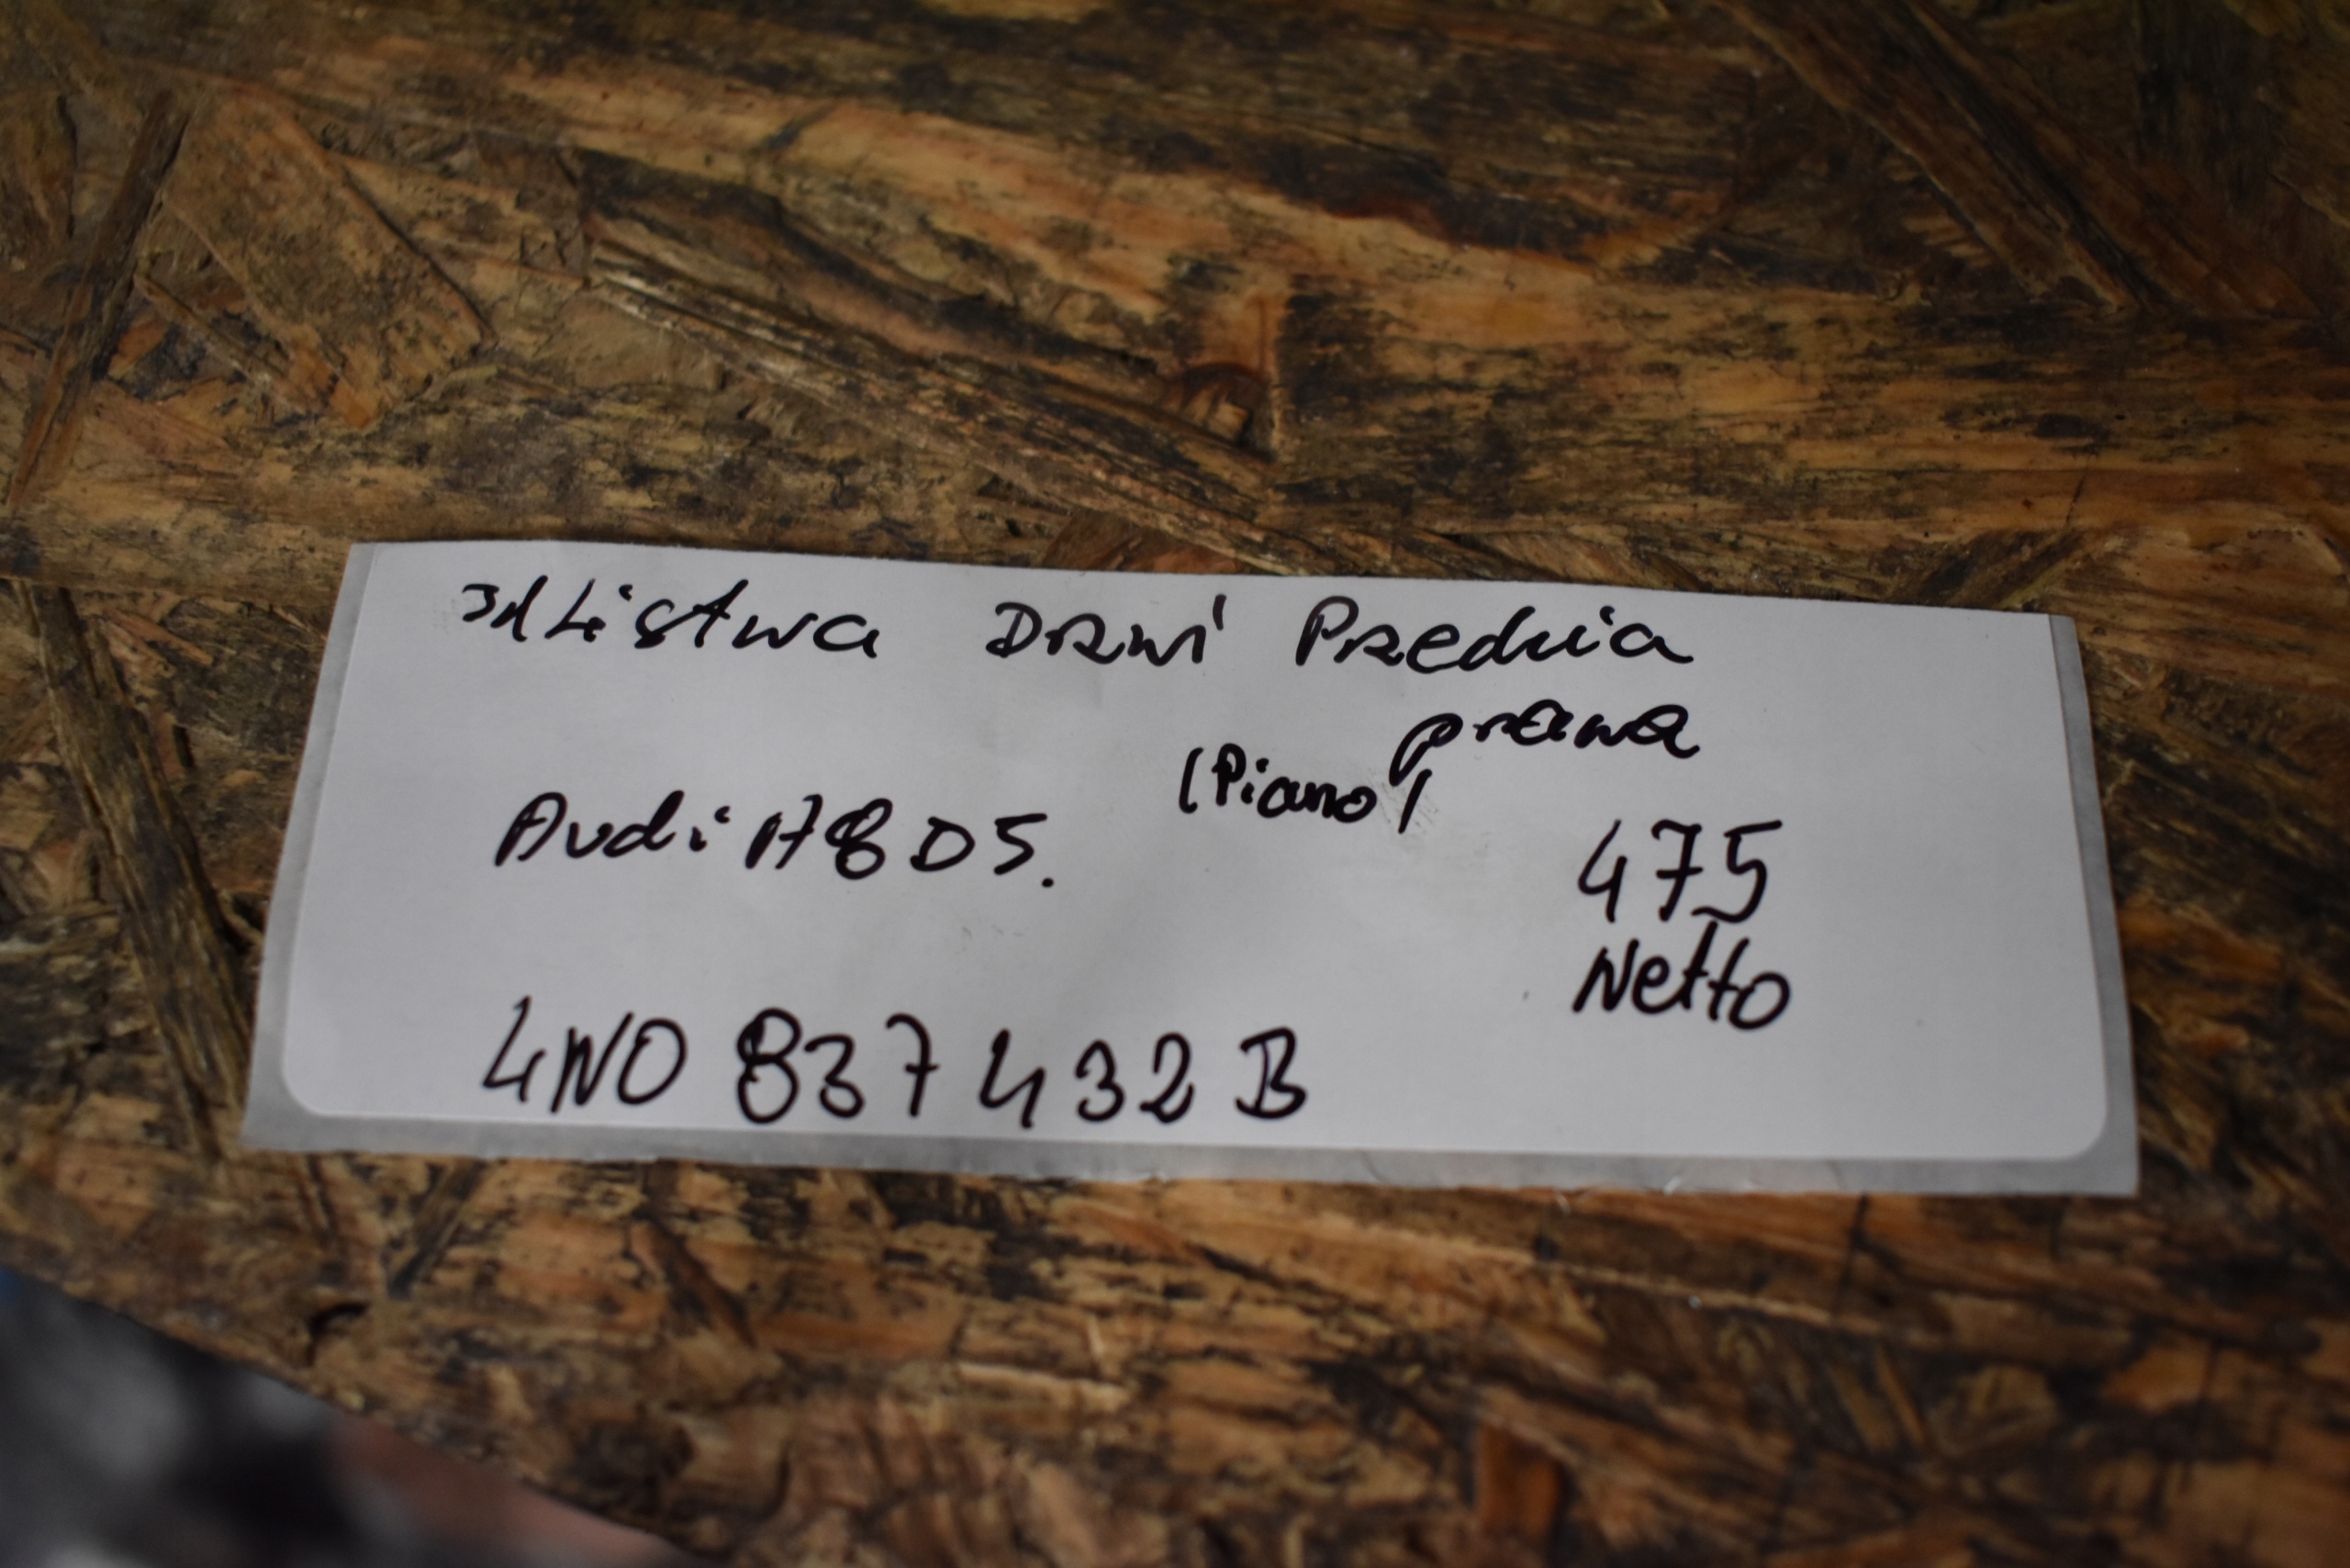 Listwa Drzwi Przednia
prawa
(Piano)
Audi A8 D5.
475
Netto
4N0 837 432 B